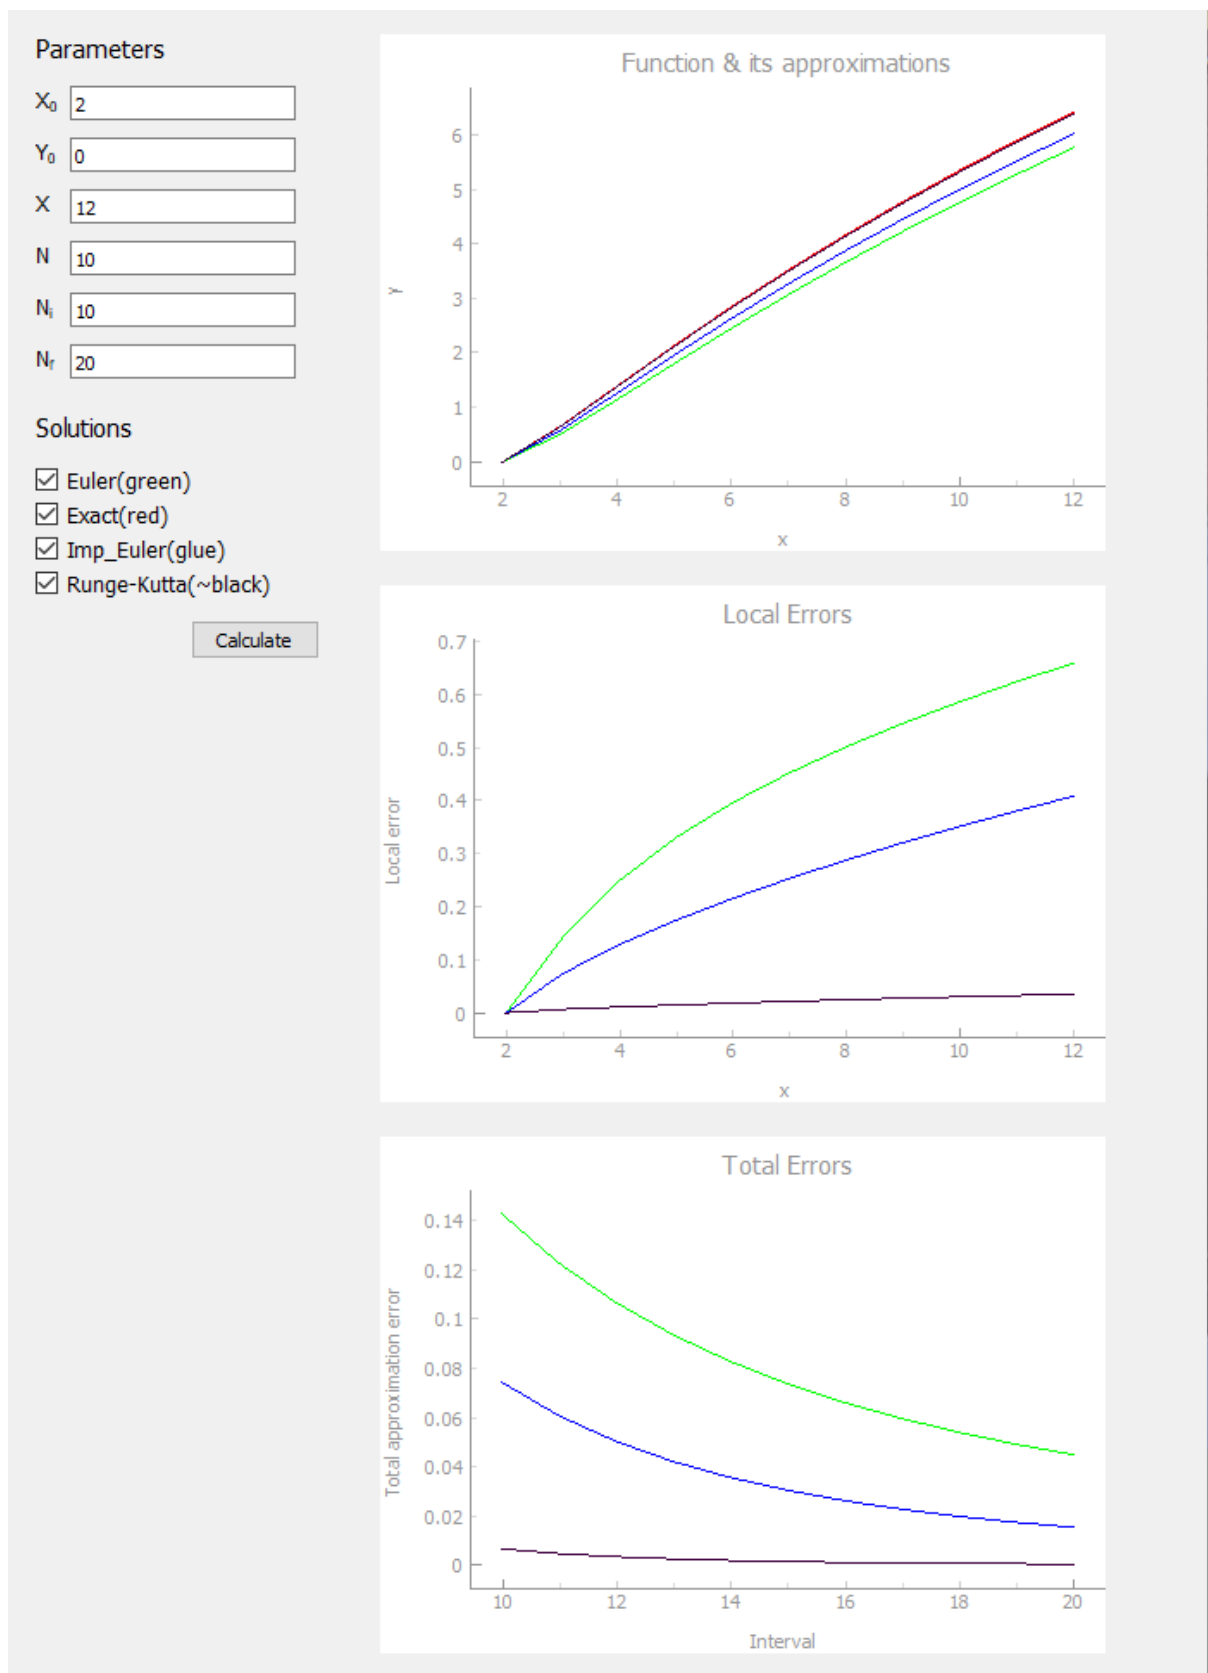 Parameters
X₀ 2
Y₀ 0
X 12
N 10
Nᵢ 10
Nᵣ 20
Solutions
Euler(green)
Exact(red)
Imp_Euler(glue)
Runge-Kutta(~black)
Calculate
Function & its approximations
6
5
4
3
2
1
0
y
2 4 6 8 10 12
x
Local Errors
0.7
0.6
0.5
0.4
0.3
0.2
0.1
0
Local error
2 4 6 8 10 12
x
Total Errors
0.14
0.12
0.1
0.08
0.06
0.04
0.02
0
Total approximation error
10 12 14 16 18 20
Interval